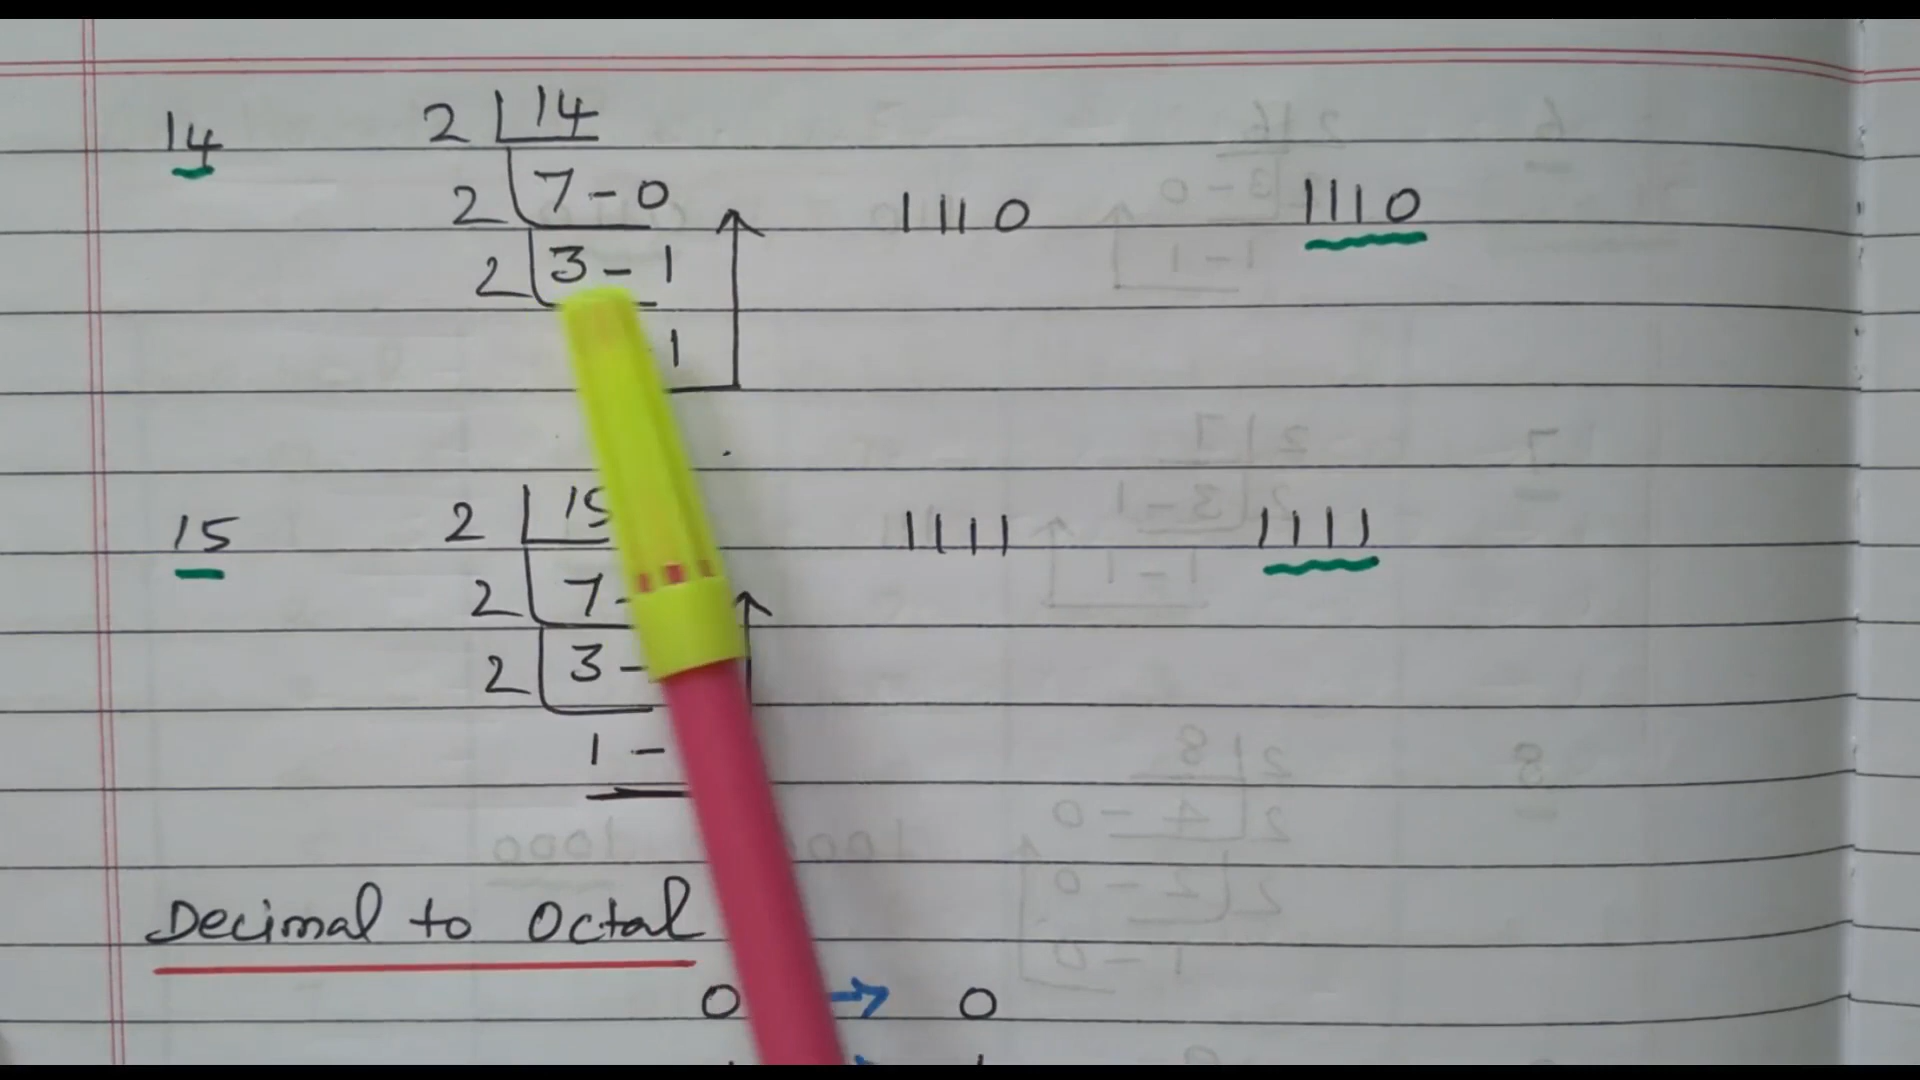 14 2 14
2 7 - 0 1110 1110
2 3 - 1
1
15 2 15 1111 1111
2 7 -
2 3 -
1 -
Decimal to Octal
0 → 0